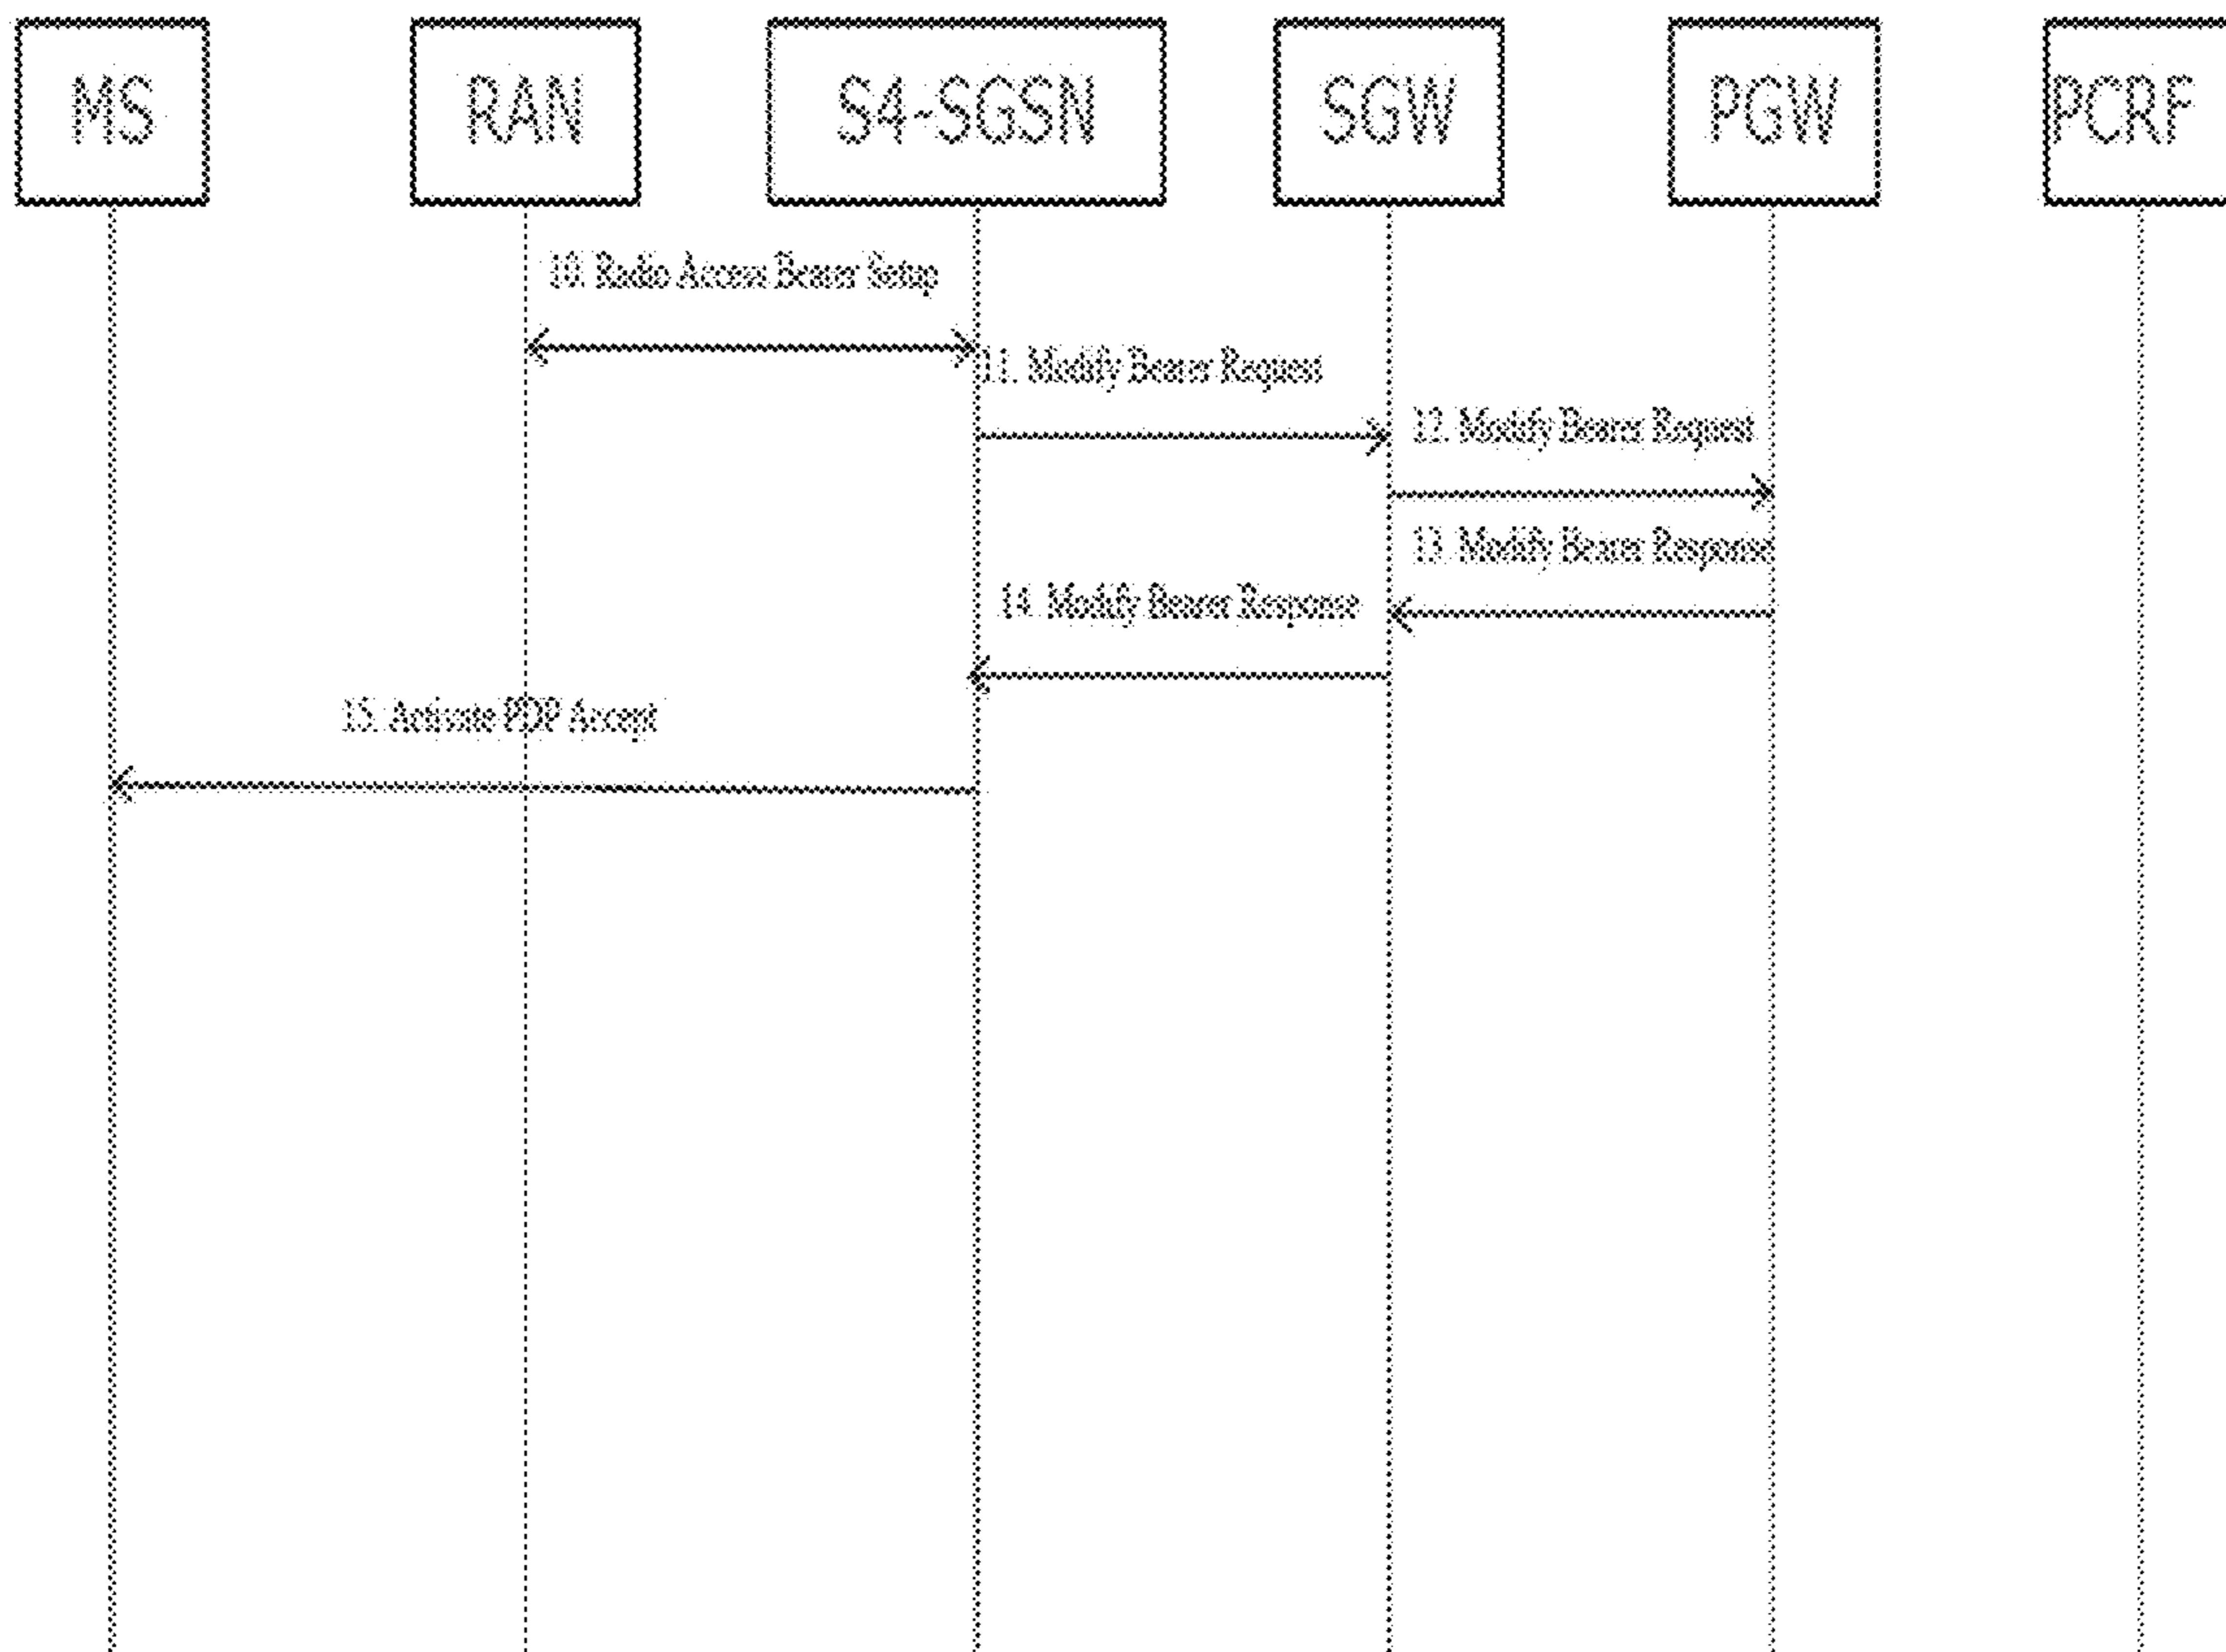 MS
RAN
S4-SGSN
SGW
PGW
PCRF
10. Radio Access Bearer Setup
11. Modify Bearer Request
12. Modify Bearer Request
13. Modify Bearer Response
14. Modify Bearer Response
15. Activate PDP Accept